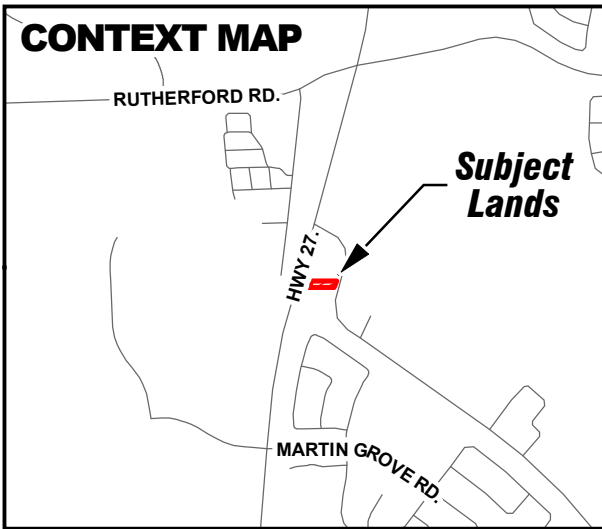 CONTEXT MAP
RUTHERFORD RD.
Subject
Lands
HWY 27.
MARTIN GROVE RD.